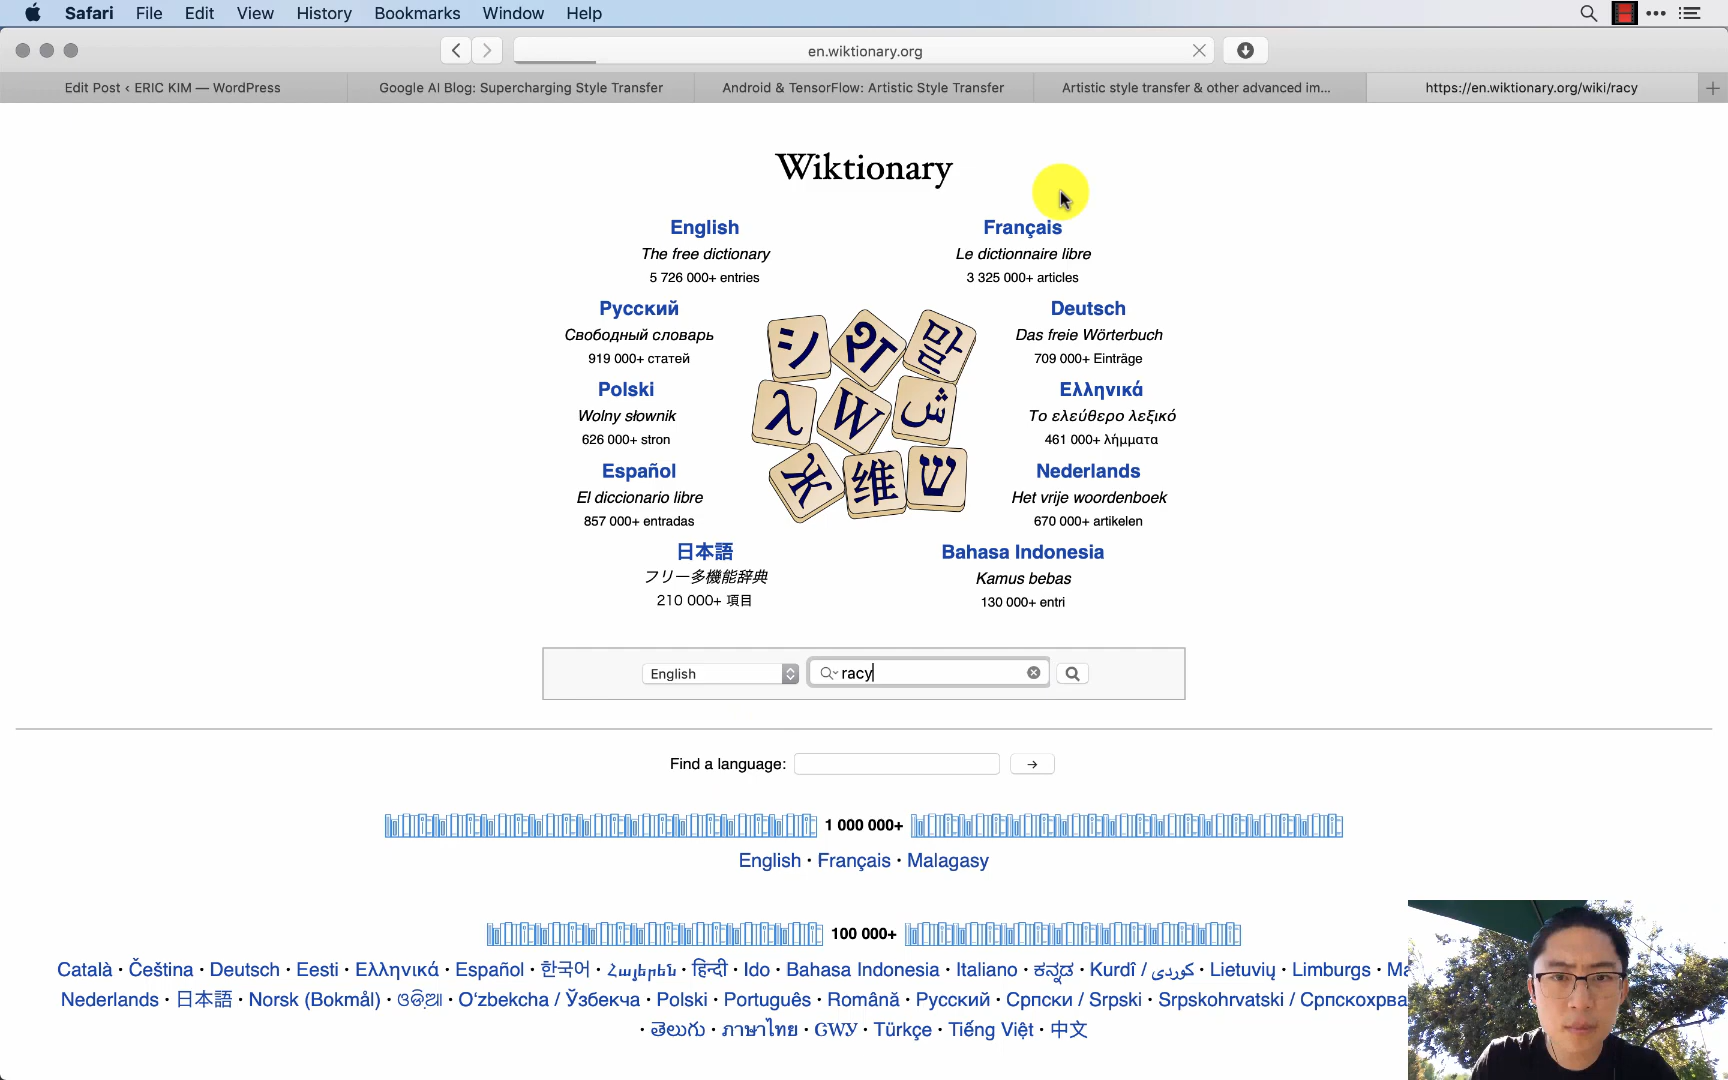 Safari File Edit View History Bookmarks Window Help
en.wiktionary.org
Edit Post ‹ ERIC KIM — WordPress
Google AI Blog: Supercharging Style Transfer
Android & TensorFlow: Artistic Style Transfer
Artistic style transfer & other advanced im...
https://en.wiktionary.org/wiki/racy
Wiktionary
English
The free dictionary
5 726 000+ entries
Français
Le dictionnaire libre
3 325 000+ articles
Русский
Свободный словарь
919 000+ статей
Deutsch
Das freie Wörterbuch
709 000+ Einträge
Polski
Wolny słownik
626 000+ stron
Ελληνικά
Το ελεύθερο λεξικό
461 000+ λήμματα
Español
El diccionario libre
857 000+ entradas
Nederlands
Het vrije woordenboek
670 000+ artikelen
日本語
フリー多機能辞典
210 000+ 項目
Bahasa Indonesia
Kamus bebas
130 000+ entri
シ 말
λ W ش
维 ש
English
racy
Find a language:
→
1 000 000+
English · Français · Malagasy
100 000+
Català · Čeština · Deutsch · Eesti · Ελληνικά · Español · 한국어 · Հայերեն · हिन्दी · Ido · Bahasa Indonesia · Italiano · ಕನ್ನಡ · Kurdî / كوردی · Lietuvių · Limburgs · Ma
Nederlands · 日本語 · Norsk (Bokmål) · ଓଡ଼ିଆ · Oʻzbekcha / Ўзбекча · Polski · Português · Română · Русский · Српски / Srpski · Srpskohrvatski / Српскохрва
· తెలుగు · ภาษาไทย · ᏣᎳᎩ · Türkçe · Tiếng Việt · 中文